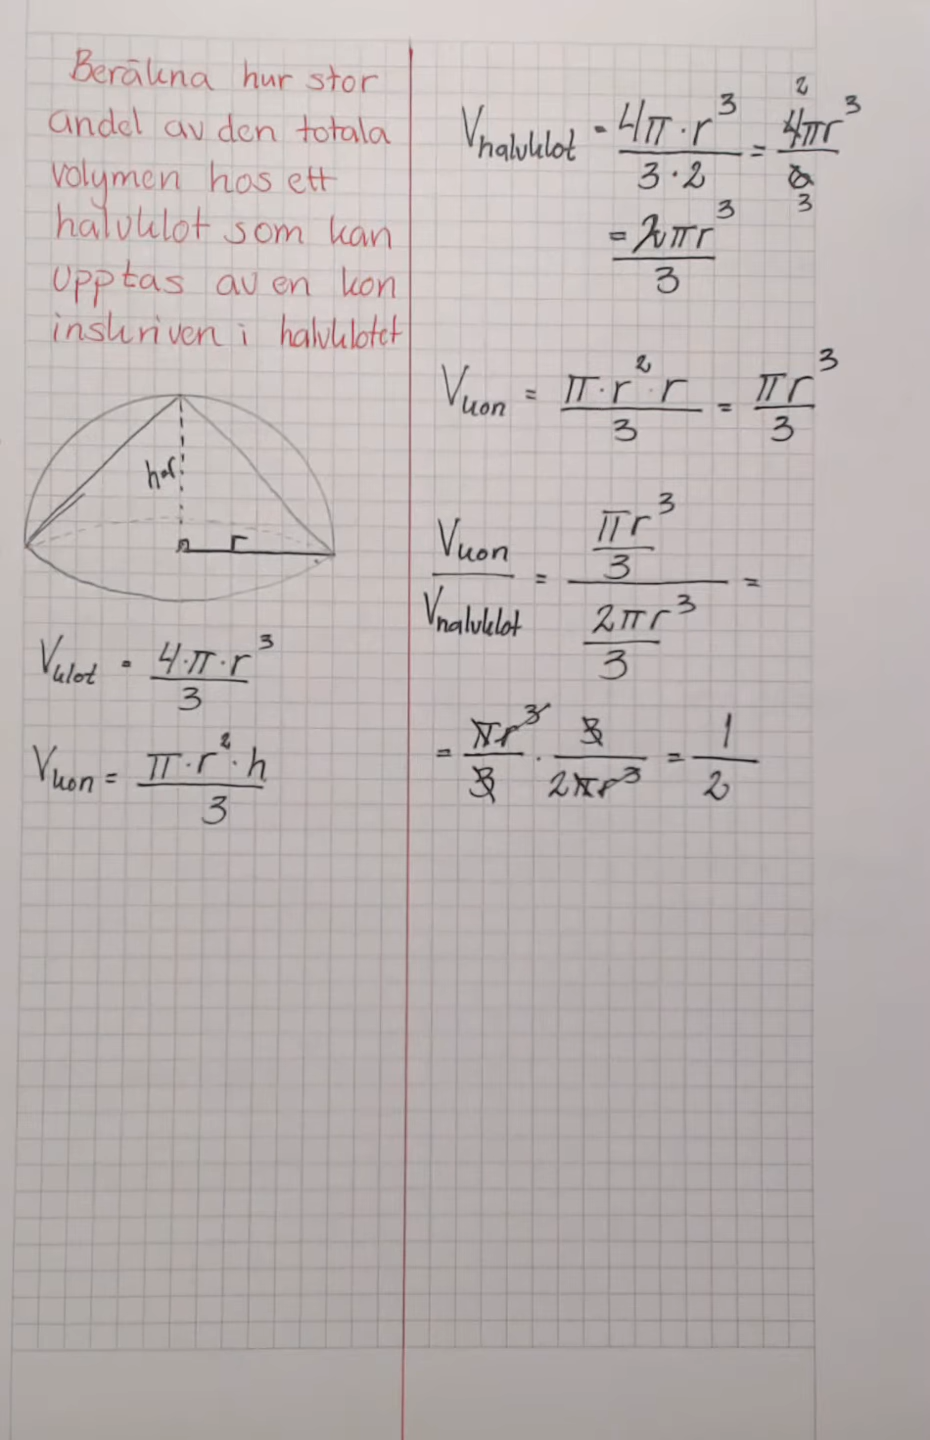 Beräkna hur stor
andel av den totala
volymen hos ett
halvklot som kan
upptas av en kon
inskriven i halvklotet
h=r
r
V_klot = (4·π·r³)/3
V_kon = (π·r²·h)/3
V_halvklot = (4π·r³)/(3·2) = (4πr³)/6
2
3
= (2πr³)/3
V_kon = (π·r²·r)/3 = (πr³)/3
V_kon/V_halvklot = ((πr³)/3)/((2πr³)/3) =
= (πr³)/3 · 3/(2πr³) = 1/2